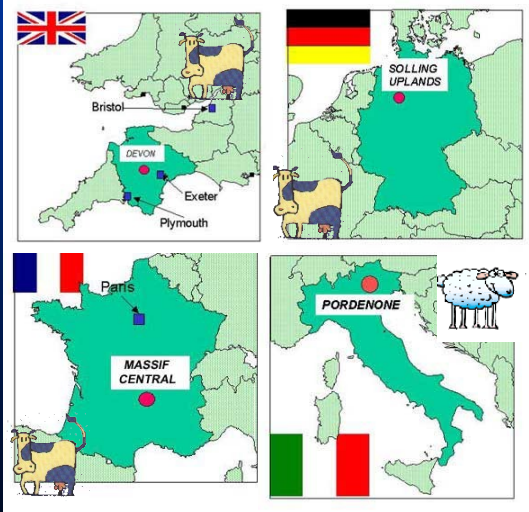 Bristol
DEVON
Exeter
Plymouth
SOLLING
UPLANDS
Paris
MASSIF
CENTRAL
PORDENONE